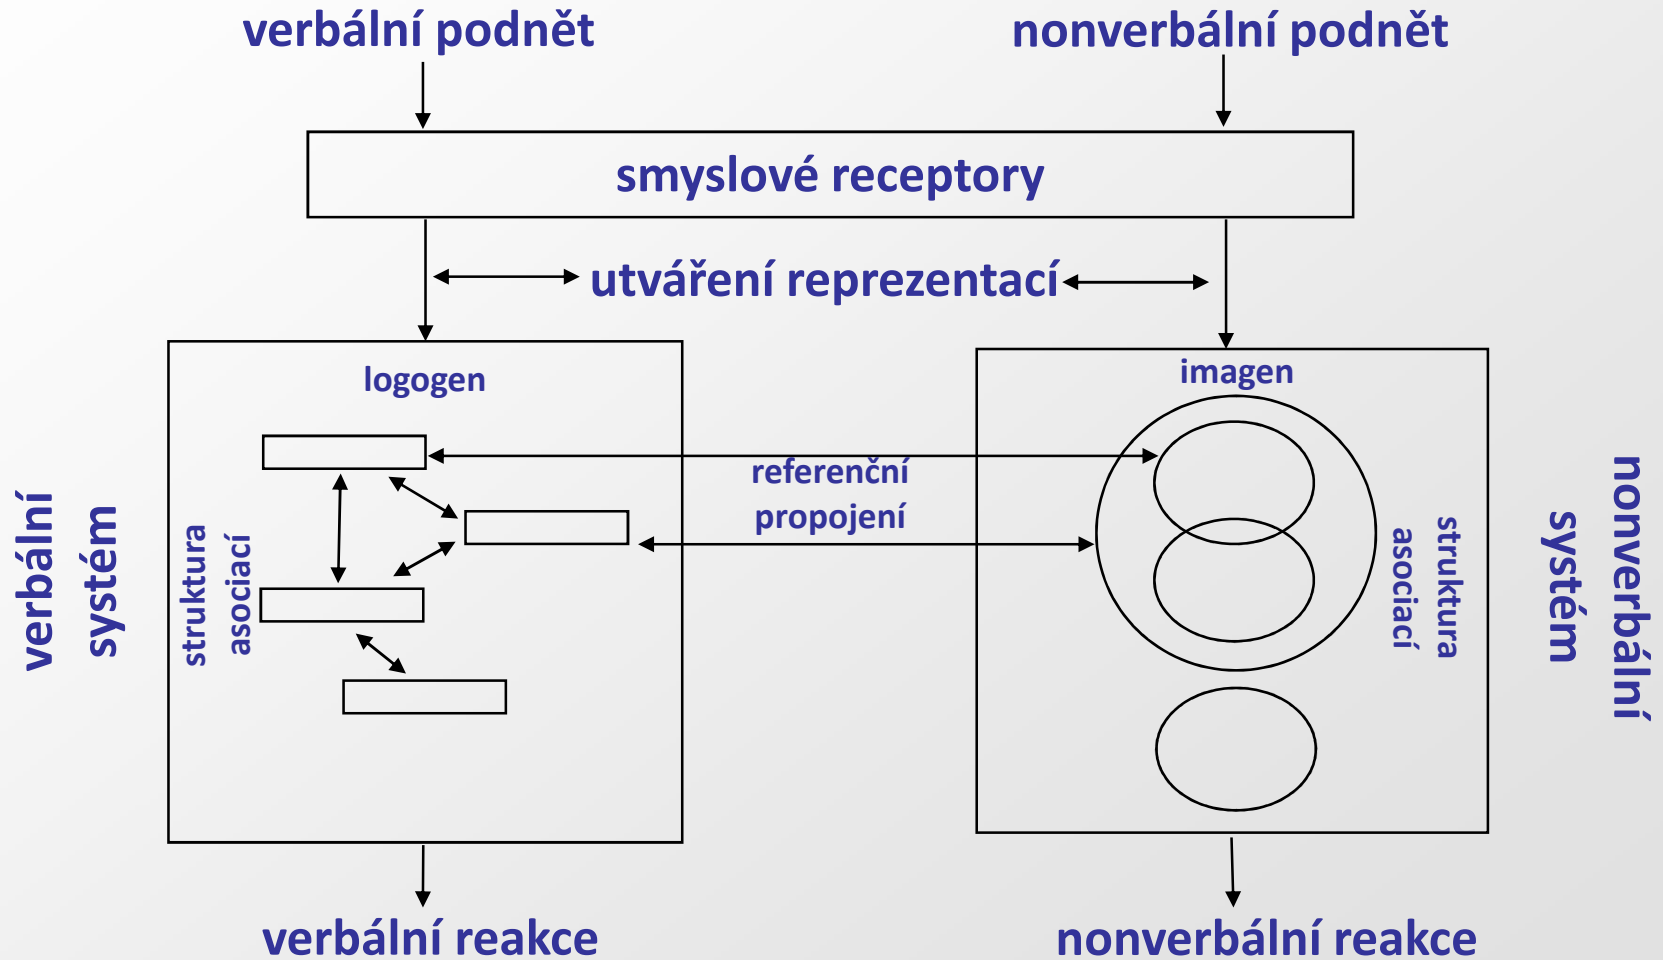 verbální podnět
nonverbální podnět
smyslové receptory
utváření reprezentací
logogen
imagen
referenční
propojení
verbální
systém
struktura
asociací
struktura
asociací
nonverbální
systém
verbální reakce
nonverbální reakce